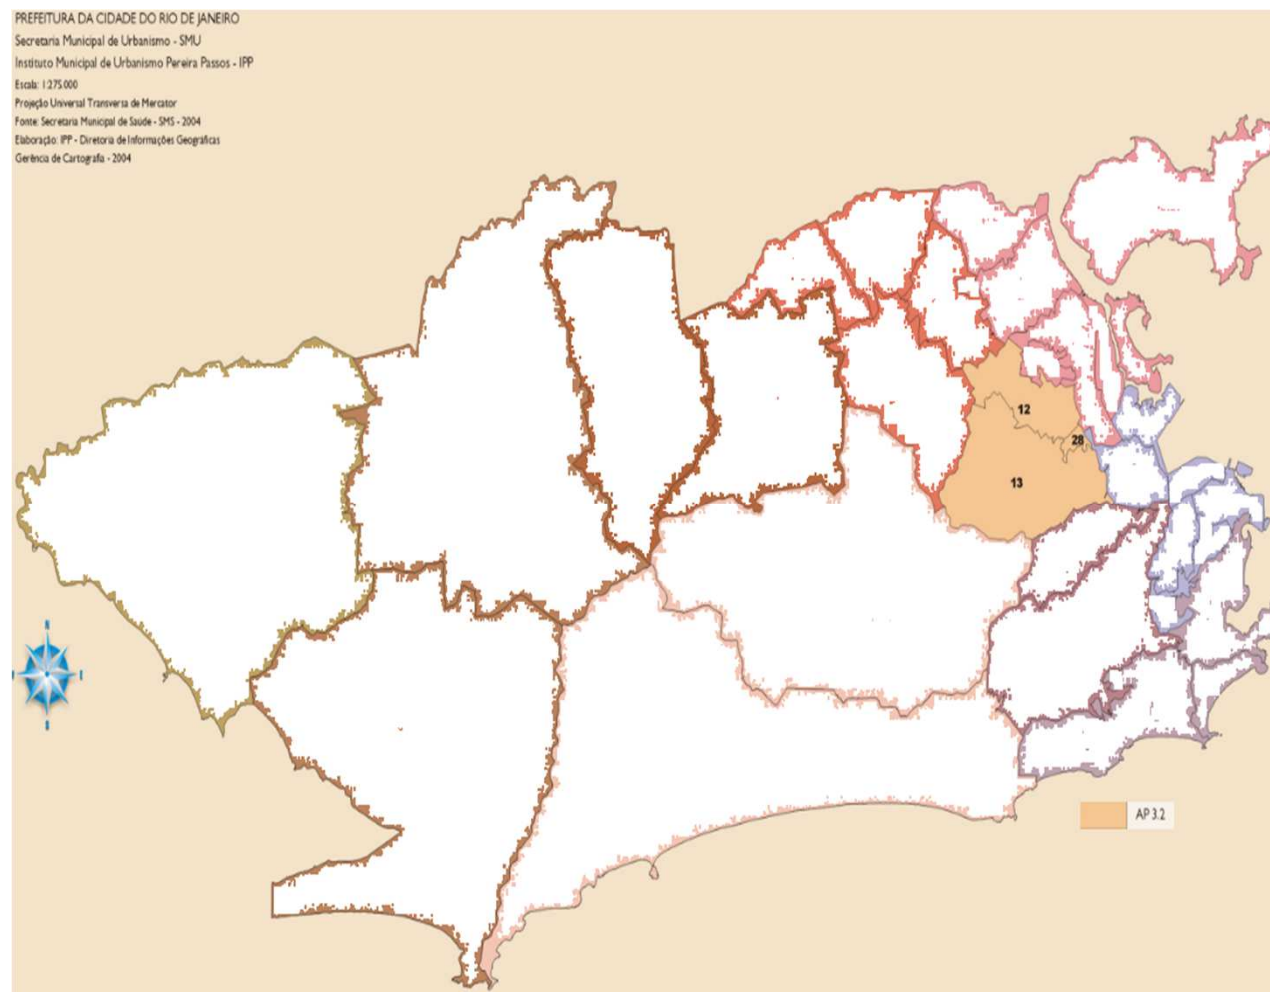 PREFEITURA DA CIDADE DO RIO DE JANEIRO
Secretaria Municipal de Urbanismo - SMU
Instituto Municipal de Urbanismo Pereira Passos - IPP
Escala: 1:275.000
Projeção Universal Transversa de Mercator
Fonte: Secretaria Municipal de Saúde - SMS - 2004
Elaboração: IPP - Diretoria de Informações Geográficas
Gerência de Cartografia - 2004
12
28
13
AP 3.2